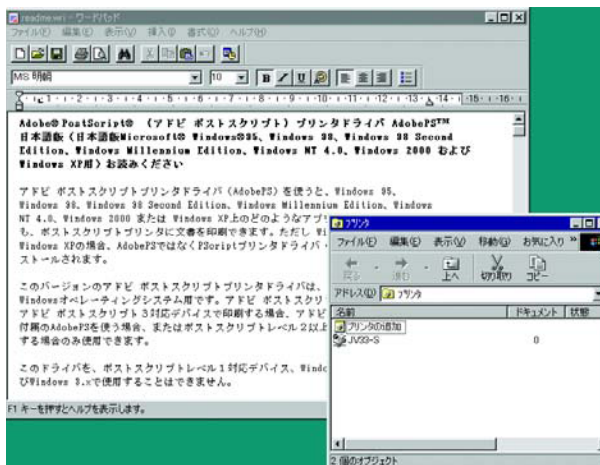 readme.wri - ワードパッド
ファイル(F) 編集(E) 表示(V) 挿入(I) 書式(O) ヘルプ(H)
MS 明朝 10 B I U
1 2 3 4 5 6 7 8 9 10 11 12 13 14 15 16
Adobe® PostScript® (アドビ ポストスクリプト) プリンタドライバ AdobePS™
日本語版 (日本語版Microsoft® Windows®95、Windows 98、Windows 98 Second
Edition、Windows Millennium Edition、Windows NT 4.0、Windows 2000 および
Windows XP用) お読みください
アドビ ポストスクリプトプリンタドライバ (AdobePS) を使うと、Windows 95、
Windows 98、Windows 98 Second Edition、Windows Millennium Edition、Windows
NT 4.0、Windows 2000 または Windows XP上のどのようなアプリ
も、ポストスクリプトプリンタに文書を印刷できます。ただし Wi
Windows XPの場合、AdobePSではなくPScriptプリンタドライバ・
ストールされます。
このバージョンのアドビ ポストスクリプトプリンタドライバは、
Windowsオペレーティングシステム用です。アドビ ポストスクリ
アドビ ポストスクリプト3対応デバイスで印刷する場合、アドビ
付属のAdobePSを使う場合、またはポストスクリプトレベル2以上
する場合のみ使用できます。
このドライバを、ポストスクリプトレベル1対応デバイス、Windo
びWindows 3.xで使用することはできません。
F1 キーを押すとヘルプを表示します。
プリンタ
ファイル(F) 編集(E) 表示(V) 移動(G) お気に入り »
戻る 進む 上へ 切り取り コピー
アドレス(D) プリンタ
名前 ドキュメント 状態
プリンタの追加
JV33-S 0
2 個のオブジェクト